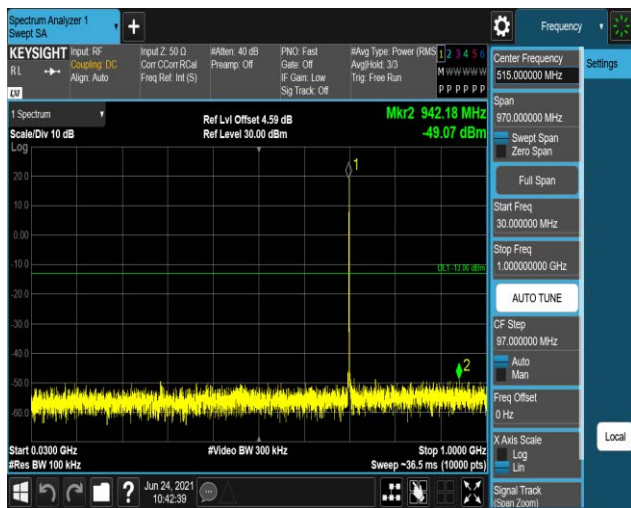 Spectrum Analyzer 1
Swept SA
+
Frequency
KEYSIGHT
RL
LXI
Input: RF
Coupling: DC
Align: Auto
Input Z: 50 Ω
Corr CCorr RCal
Freq Ref: Int (S)
#Atten: 40 dB
Preamp: Off
PNO: Fast
Gate: Off
IF Gain: Low
Sig Track: Off
#Avg Type: Power (RMS
Avg|Hold: 3/3
Trig: Free Run
1 2 3 4 5 6
M W W W W W
P P P P P P
1 Spectrum
Scale/Div 10 dB
Ref Lvl Offset 4.59 dB
Ref Level 30.00 dBm
Mkr2 942.18 MHz
-49.07 dBm
Log
20.0
10.0
0.00
-10.0
-20.0
-30.0
-40.0
-50.0
-60.0
1
DL1 -13.00 dBm
2
Start 0.0300 GHz
#Res BW 100 kHz
#Video BW 300 kHz
Stop 1.0000 GHz
Sweep ~36.5 ms (10000 pts)
Center Frequency
515.000000 MHz
Span
970.000000 MHz
Swept Span
Zero Span
Full Span
Start Freq
30.000000 MHz
Stop Freq
1.000000000 GHz
AUTO TUNE
CF Step
97.000000 MHz
Auto
Man
Freq Offset
0 Hz
X Axis Scale
Log
Lin
Signal Track
(Span Zoom)
Settings
Local
?
Jun 24, 2021
10:42:39